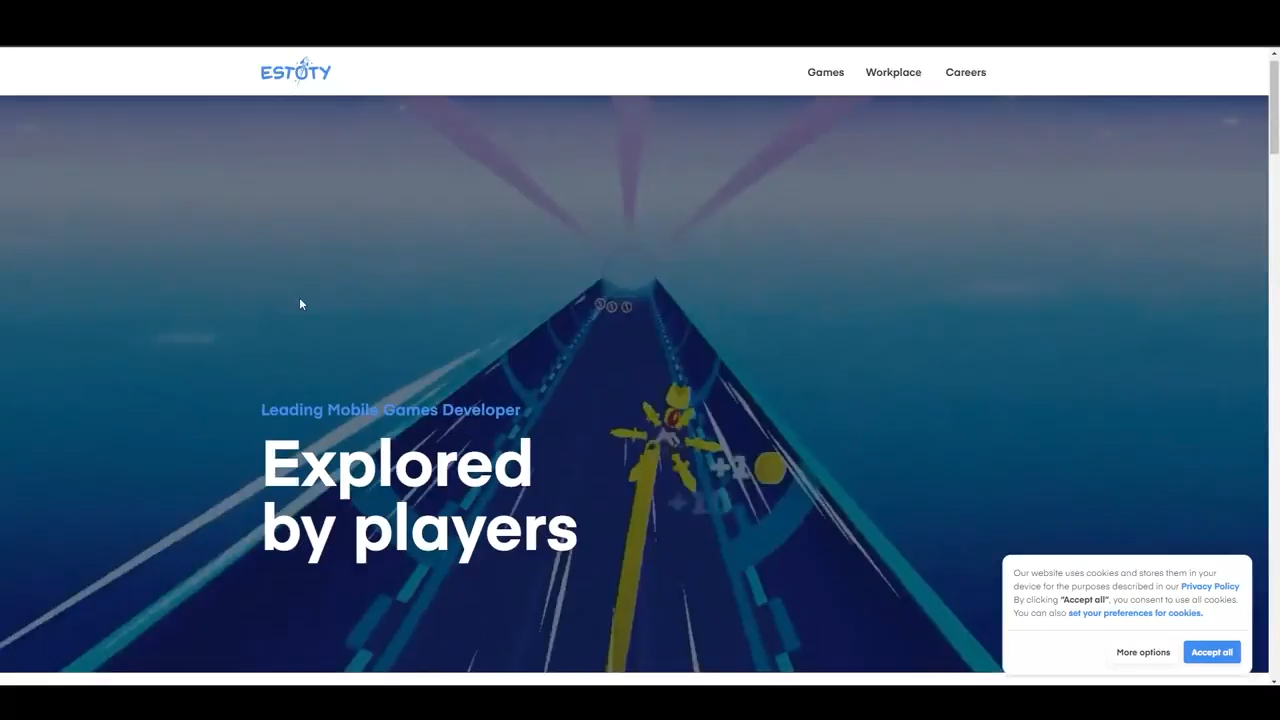 ESTOTY
Games Workplace Careers
Leading Mobile Games Developer
Explored
by players
+1
+10
Our website uses cookies and stores them in your
device for the purposes described in our Privacy Policy
By clicking "Accept all", you consent to use all cookies.
You can also set your preferences for cookies.
More options Accept all